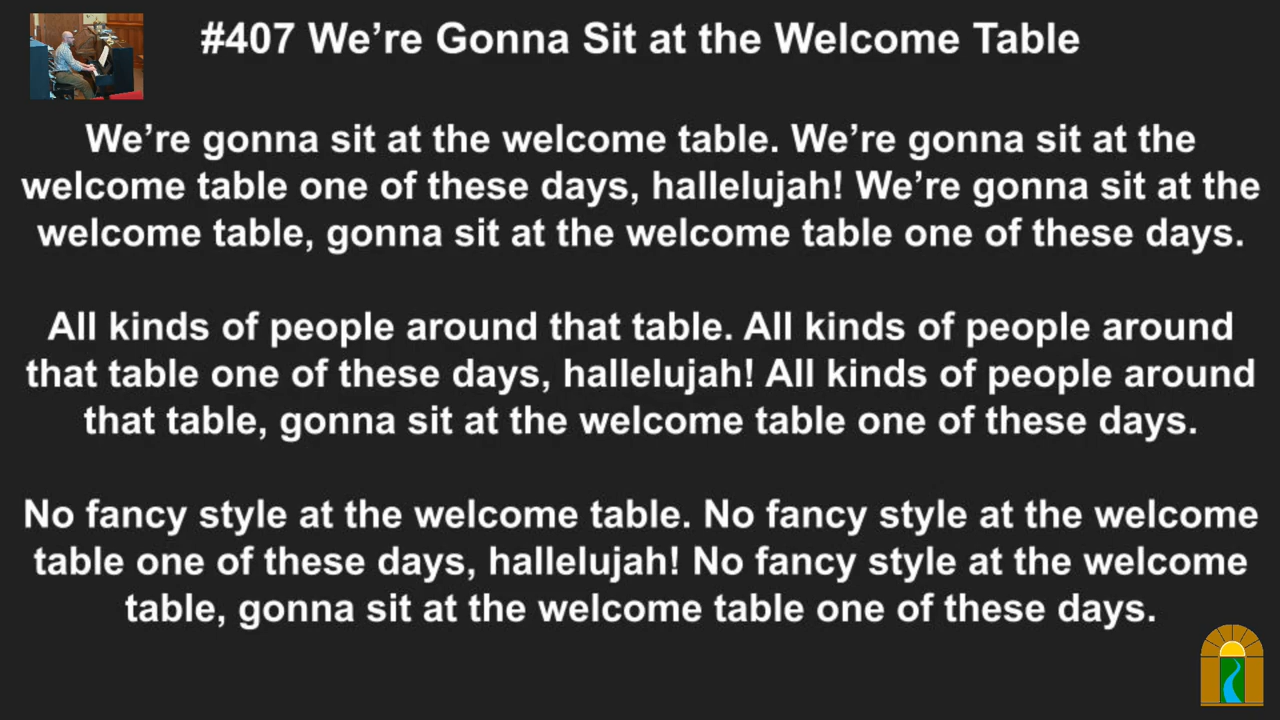 #407 We’re Gonna Sit at the Welcome Table
We’re gonna sit at the welcome table. We’re gonna sit at the
welcome table one of these days, hallelujah! We’re gonna sit at the
welcome table, gonna sit at the welcome table one of these days.
All kinds of people around that table. All kinds of people around
that table one of these days, hallelujah! All kinds of people around
that table, gonna sit at the welcome table one of these days.
No fancy style at the welcome table. No fancy style at the welcome
table one of these days, hallelujah! No fancy style at the welcome
table, gonna sit at the welcome table one of these days.